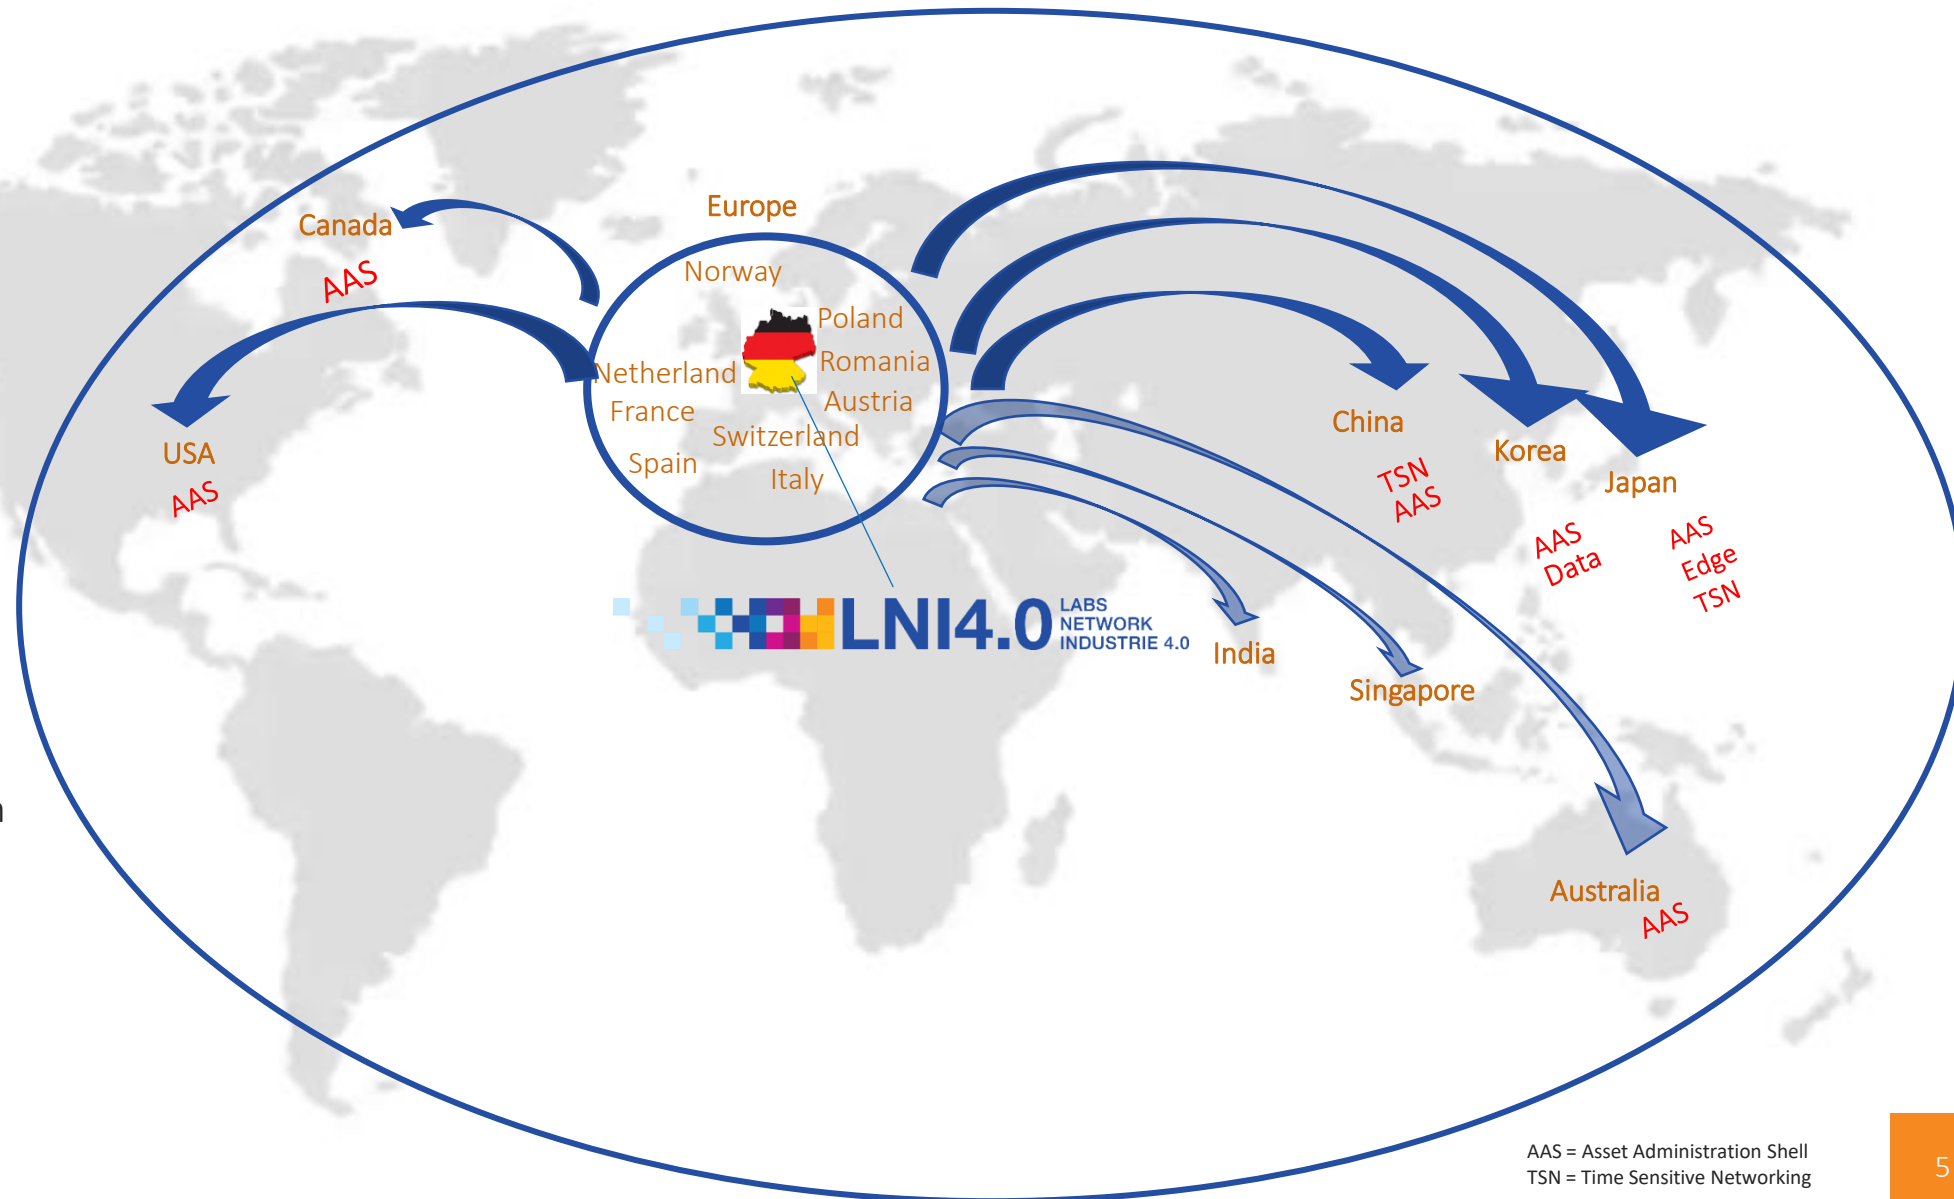 Europe
Canada
AAS
Norway
Poland
Romania
Netherland
Austria
France
Switzerland
Spain
Italy
USA
AAS
China
TSN
AAS
Korea
AAS
Data
Japan
AAS
Edge
TSN
LNI4.0
LABS
NETWORK
INDUSTRIE 4.0
India
Singapore
Australia
AAS
AAS = Asset Administration Shell
TSN = Time Sensitive Networking
5